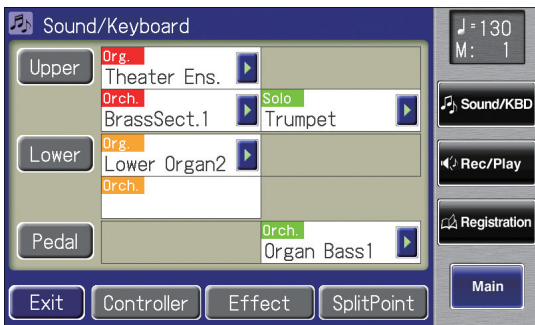 Sound/Keyboard
♩=130
M: 1
Upper
Org.
Theater Ens.
Orch.
BrassSect.1
Solo
Trumpet
Sound/KBD
Lower
Org.
Lower Organ2
Orch.
Rec/Play
Pedal
Orch.
Organ Bass1
Registration
Main
Exit
Controller
Effect
SplitPoint